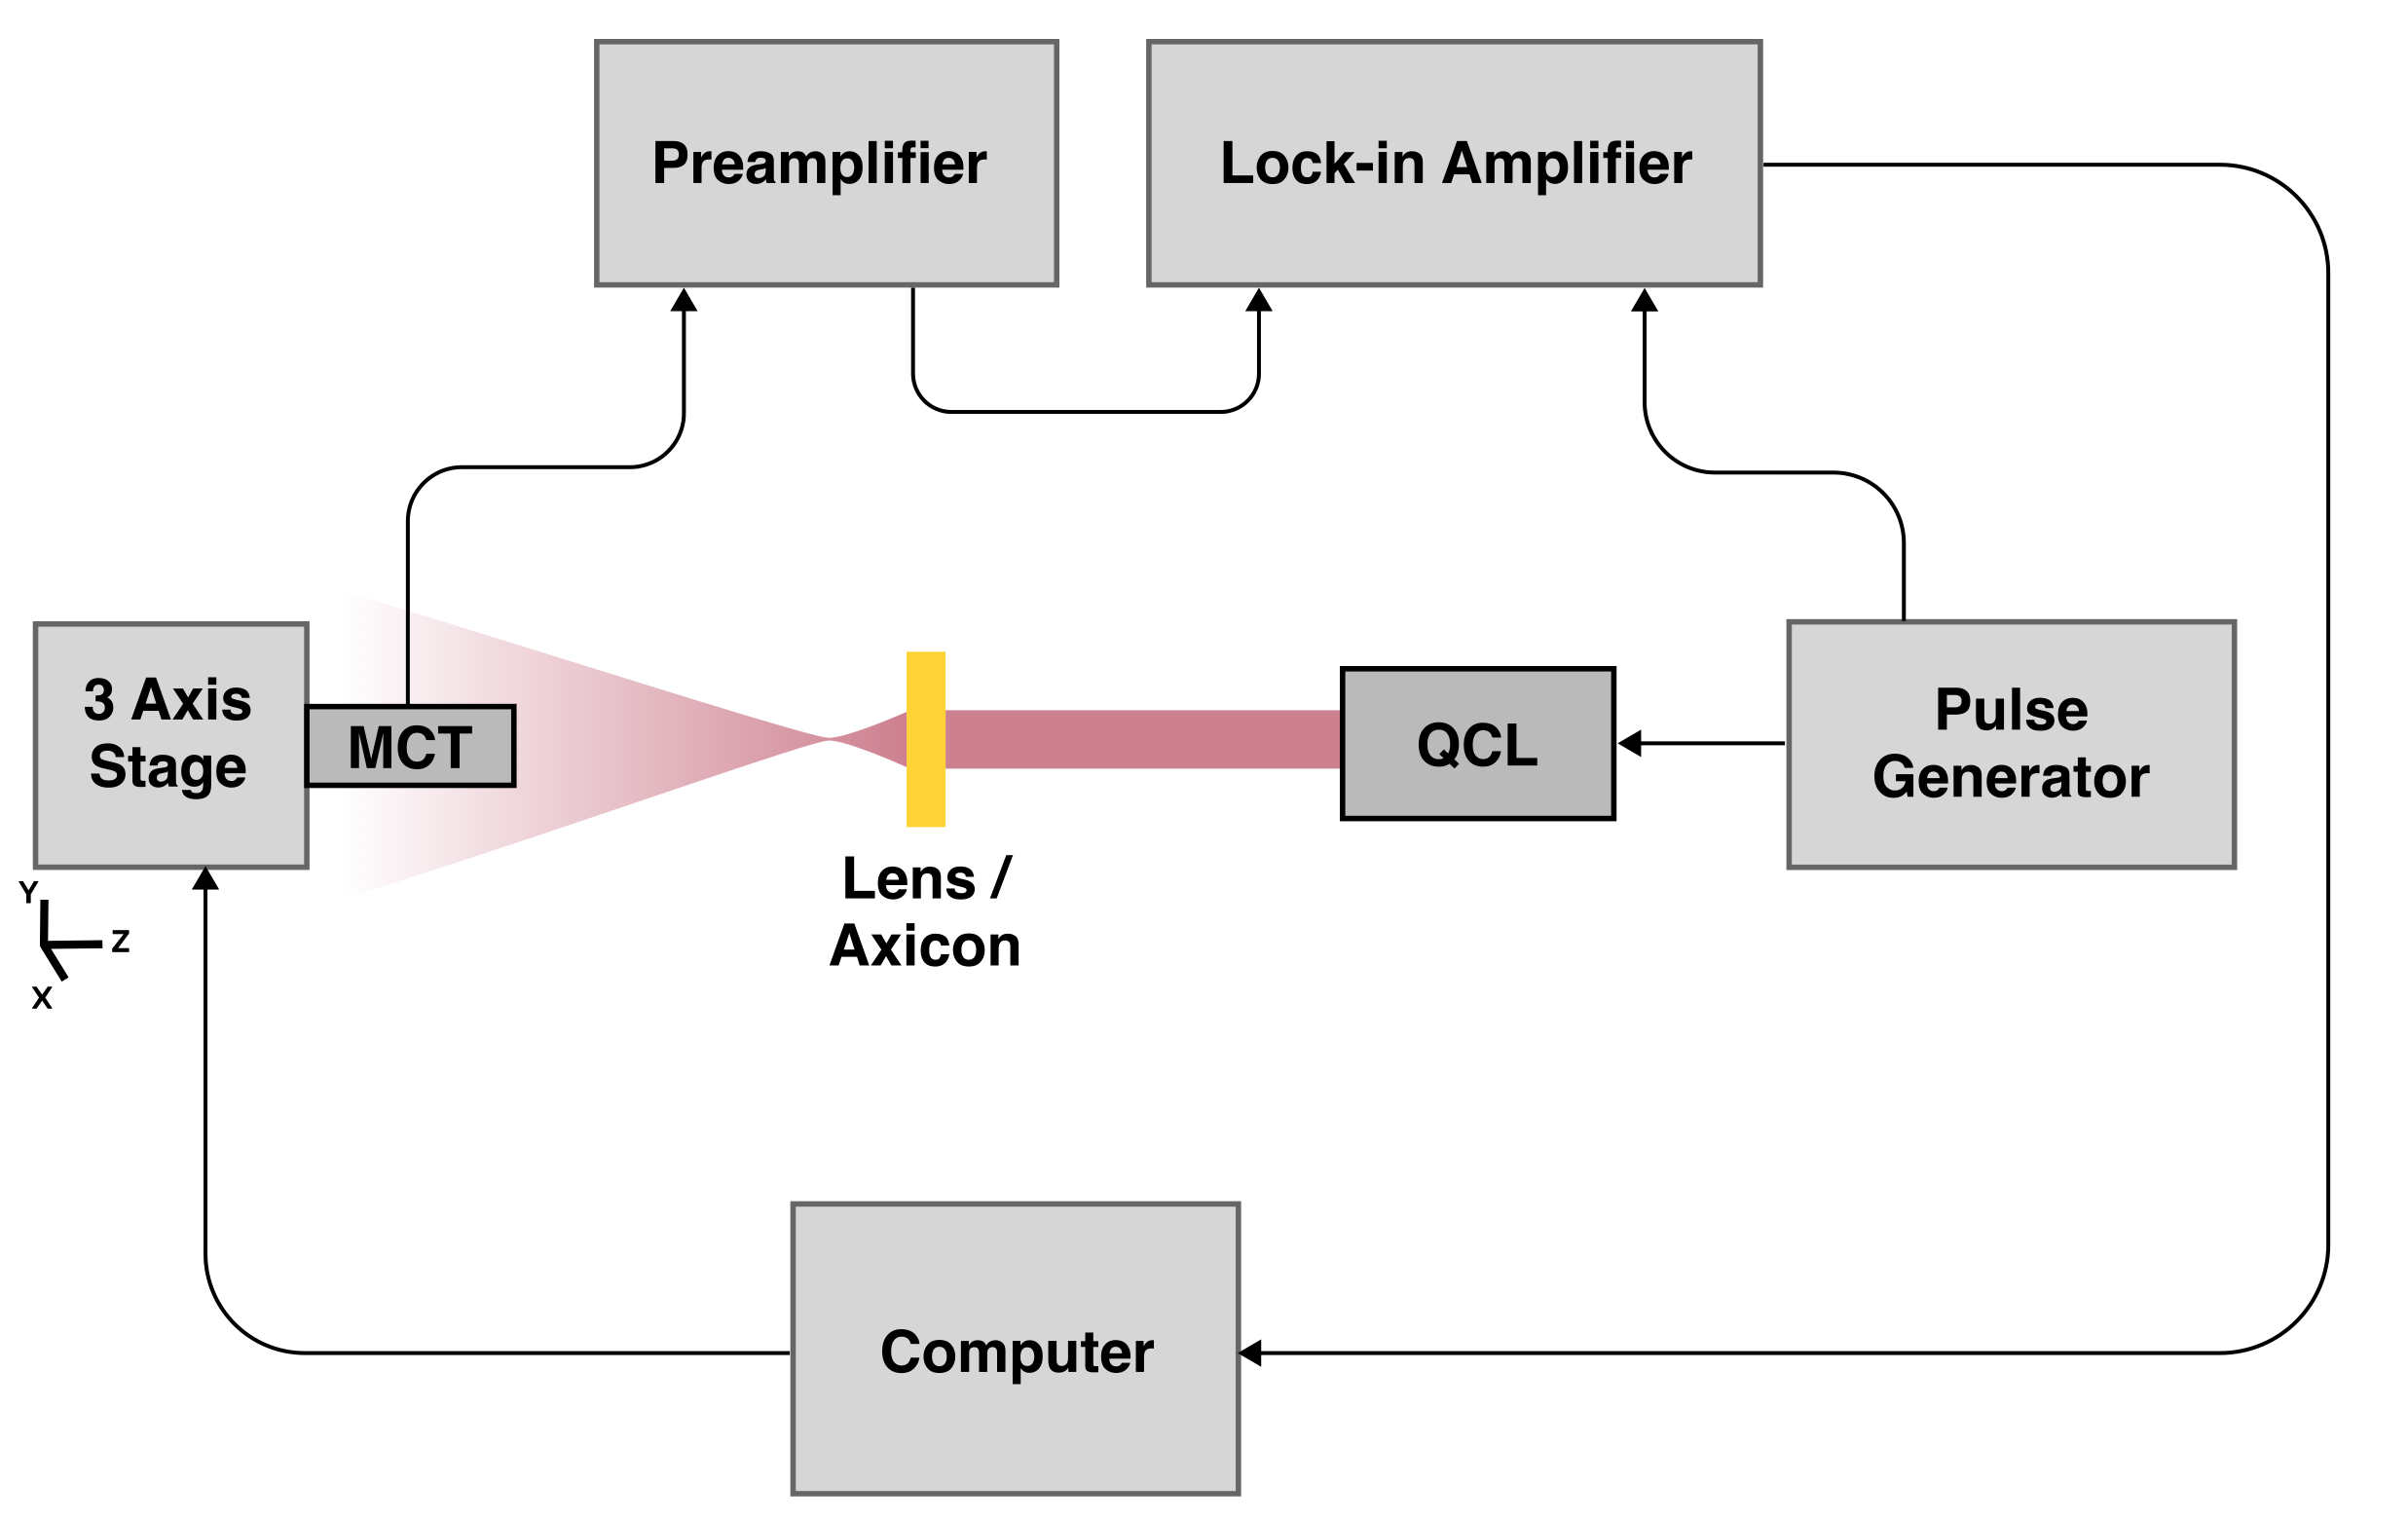 Preamplifier
Lock-in Amplifier
3 Axis
Stage
MCT
QCL
Pulse
Generator
Lens /
Axicon
Y
Z
X
Computer